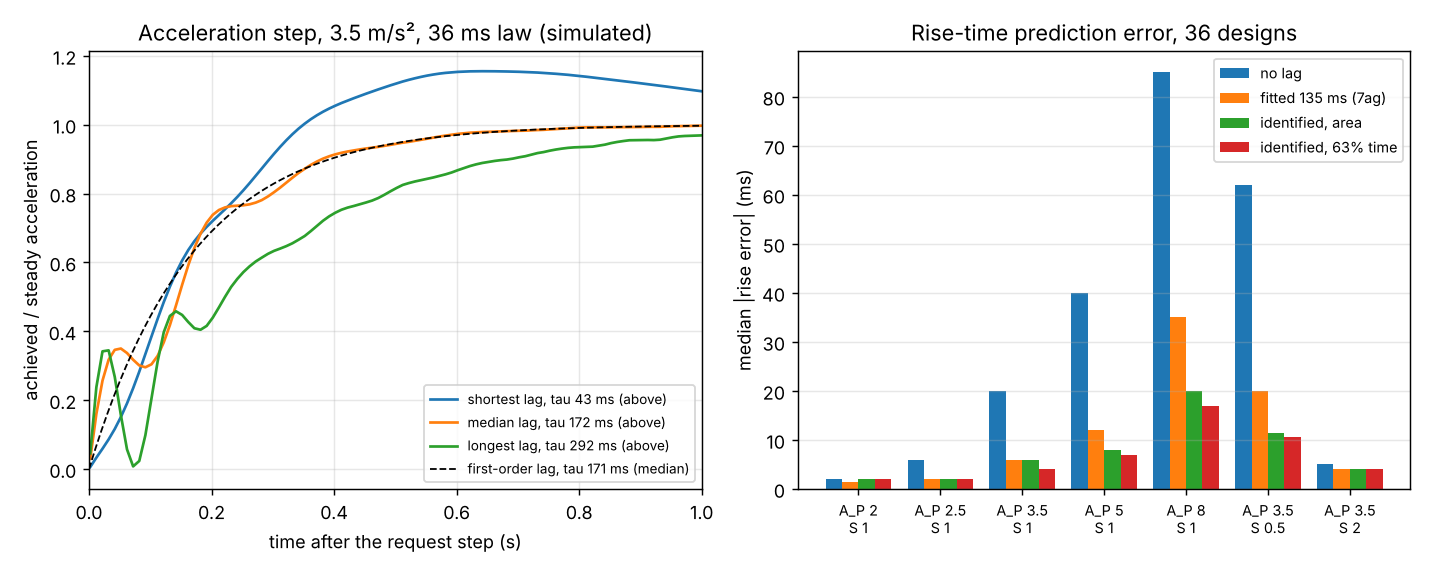 Acceleration step, 3.5 m/s², 36 ms law (simulated)
achieved / steady acceleration
1.2
1.0
0.8
0.6
0.4
0.2
0.0
0.0 0.2 0.4 0.6 0.8 1.0
time after the request step (s)
shortest lag, tau 43 ms (above)
median lag, tau 172 ms (above)
longest lag, tau 292 ms (above)
first-order lag, tau 171 ms (median)
Rise-time prediction error, 36 designs
median |rise error| (ms)
80
70
60
50
40
30
20
10
0
no lag
fitted 135 ms (7ag)
identified, area
identified, 63% time
A_P 2
S 1
A_P 2.5
S 1
A_P 3.5
S 1
A_P 5
S 1
A_P 8
S 1
A_P 3.5
S 0.5
A_P 3.5
S 2